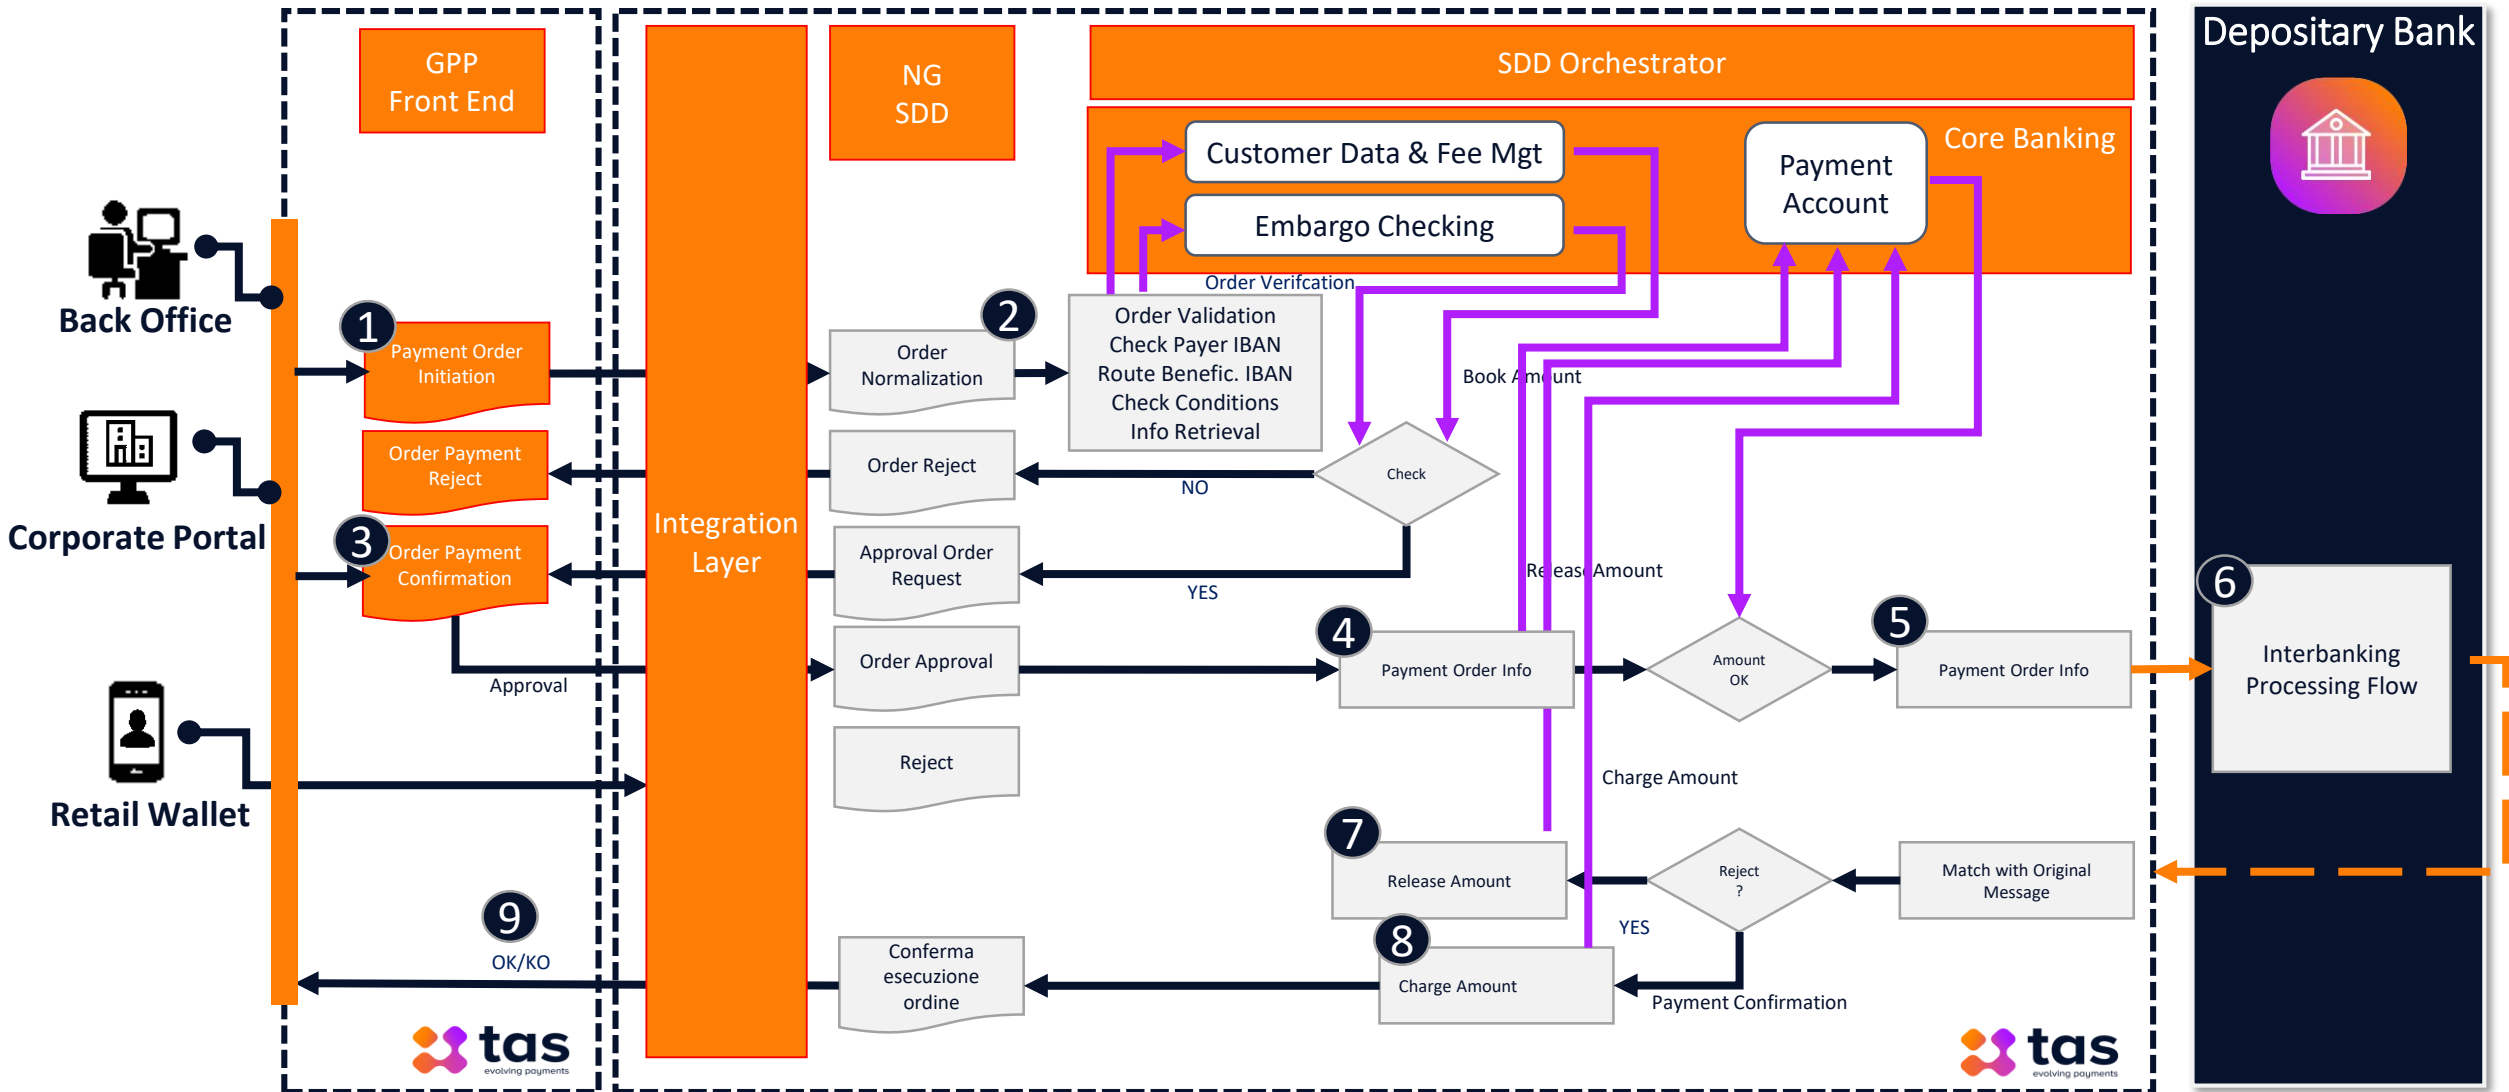 GPP
Front End
NG
SDD
SDD Orchestrator
Depositary Bank
Core Banking
Customer Data & Fee Mgt
Embargo Checking
Payment
Account
Order Verifcation
Back Office
1
Payment Order
Initiation
2
Order
Normalization
Order Validation
Check Payer IBAN
Route Benefic. IBAN
Check Conditions
Info Retrieval
Book Amount
Corporate Portal
Order Payment
Reject
Order Reject
NO
Check
Integration
Layer
3
Order Payment
Confirmation
Approval Order
Request
YES
Release Amount
Approval
Order Approval
4
Payment Order Info
Amount
OK
5
Payment Order Info
6
Interbanking
Processing Flow
Retail Wallet
Reject
Charge Amount
7
Release Amount
Reject
?
YES
Match with Original
Message
9
OK/KO
Conferma
esecuzione
ordine
8
Charge Amount
Payment Confirmation
tas
evolving payments
tas
evolving payments